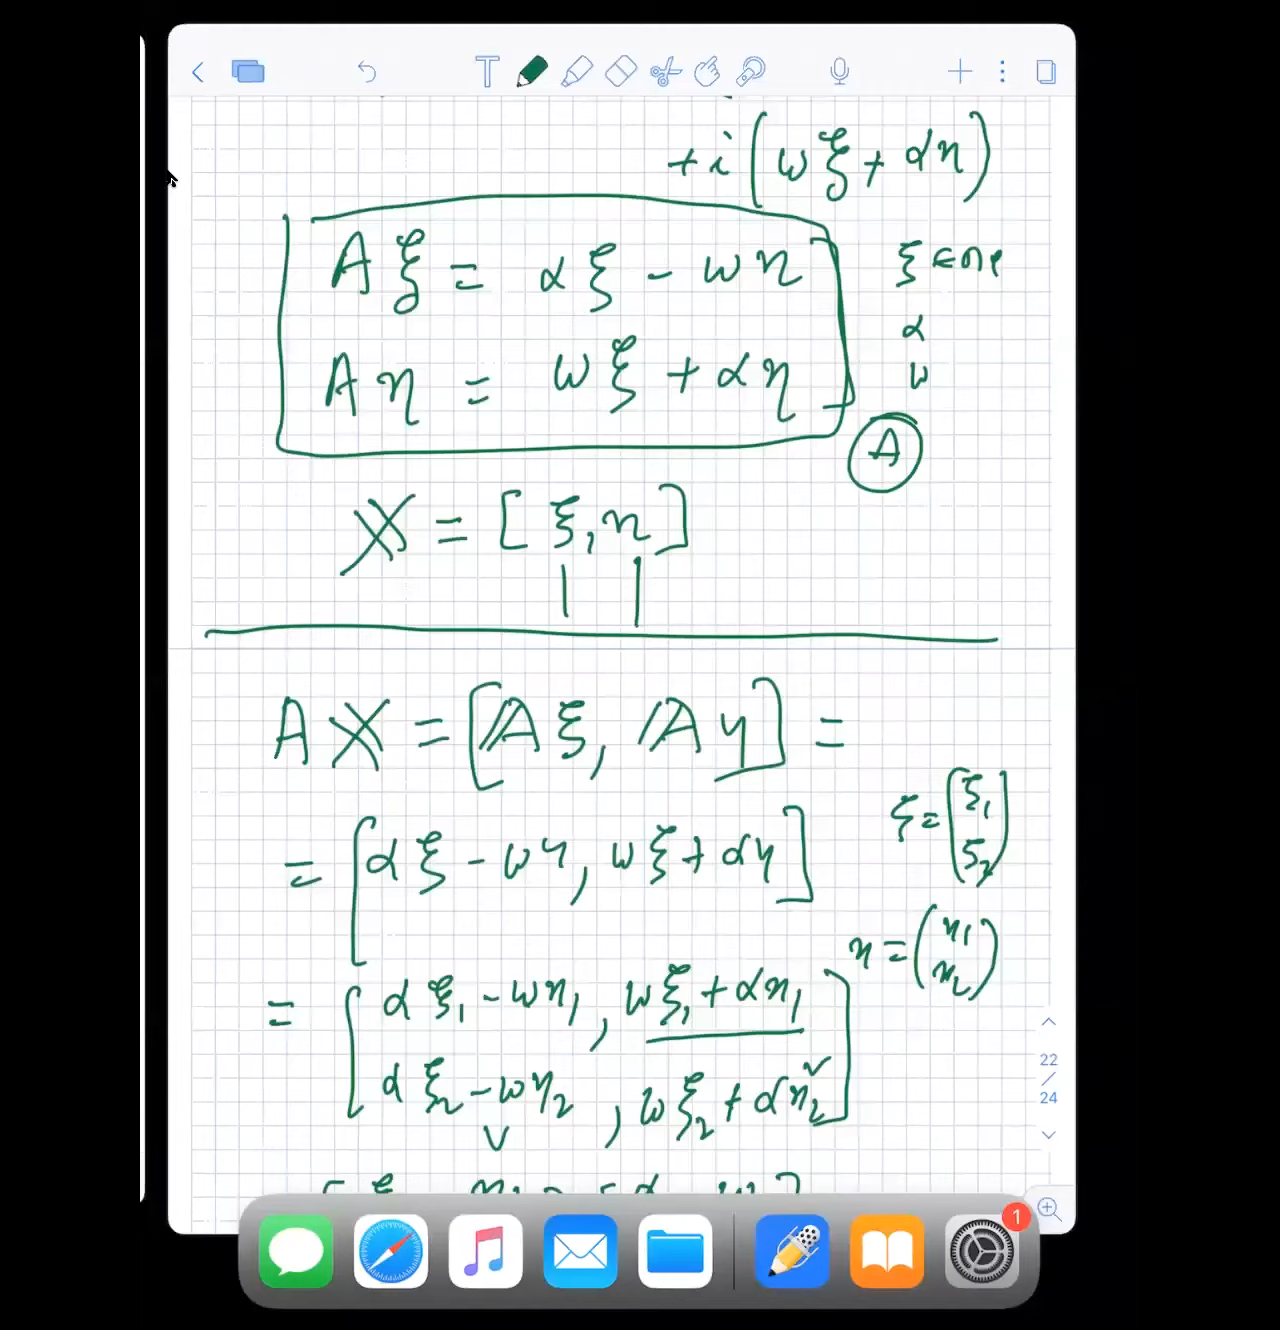 +i(ωξ + αη)
Aξ = αξ - ωη
ξ
α
Aη = ωξ + αη
ω
A
X = [ξ, η]
AX = [Aξ, Aη] =
ξ = (ξ1 ξ2)
= [αξ - ωη, ωξ + αη]
η = (η1 η2)
= [αξ1 - ωη1, ωξ1 + αη1
αξ2 - ωη2, ωξ2 + αη2]
22
/
24
1